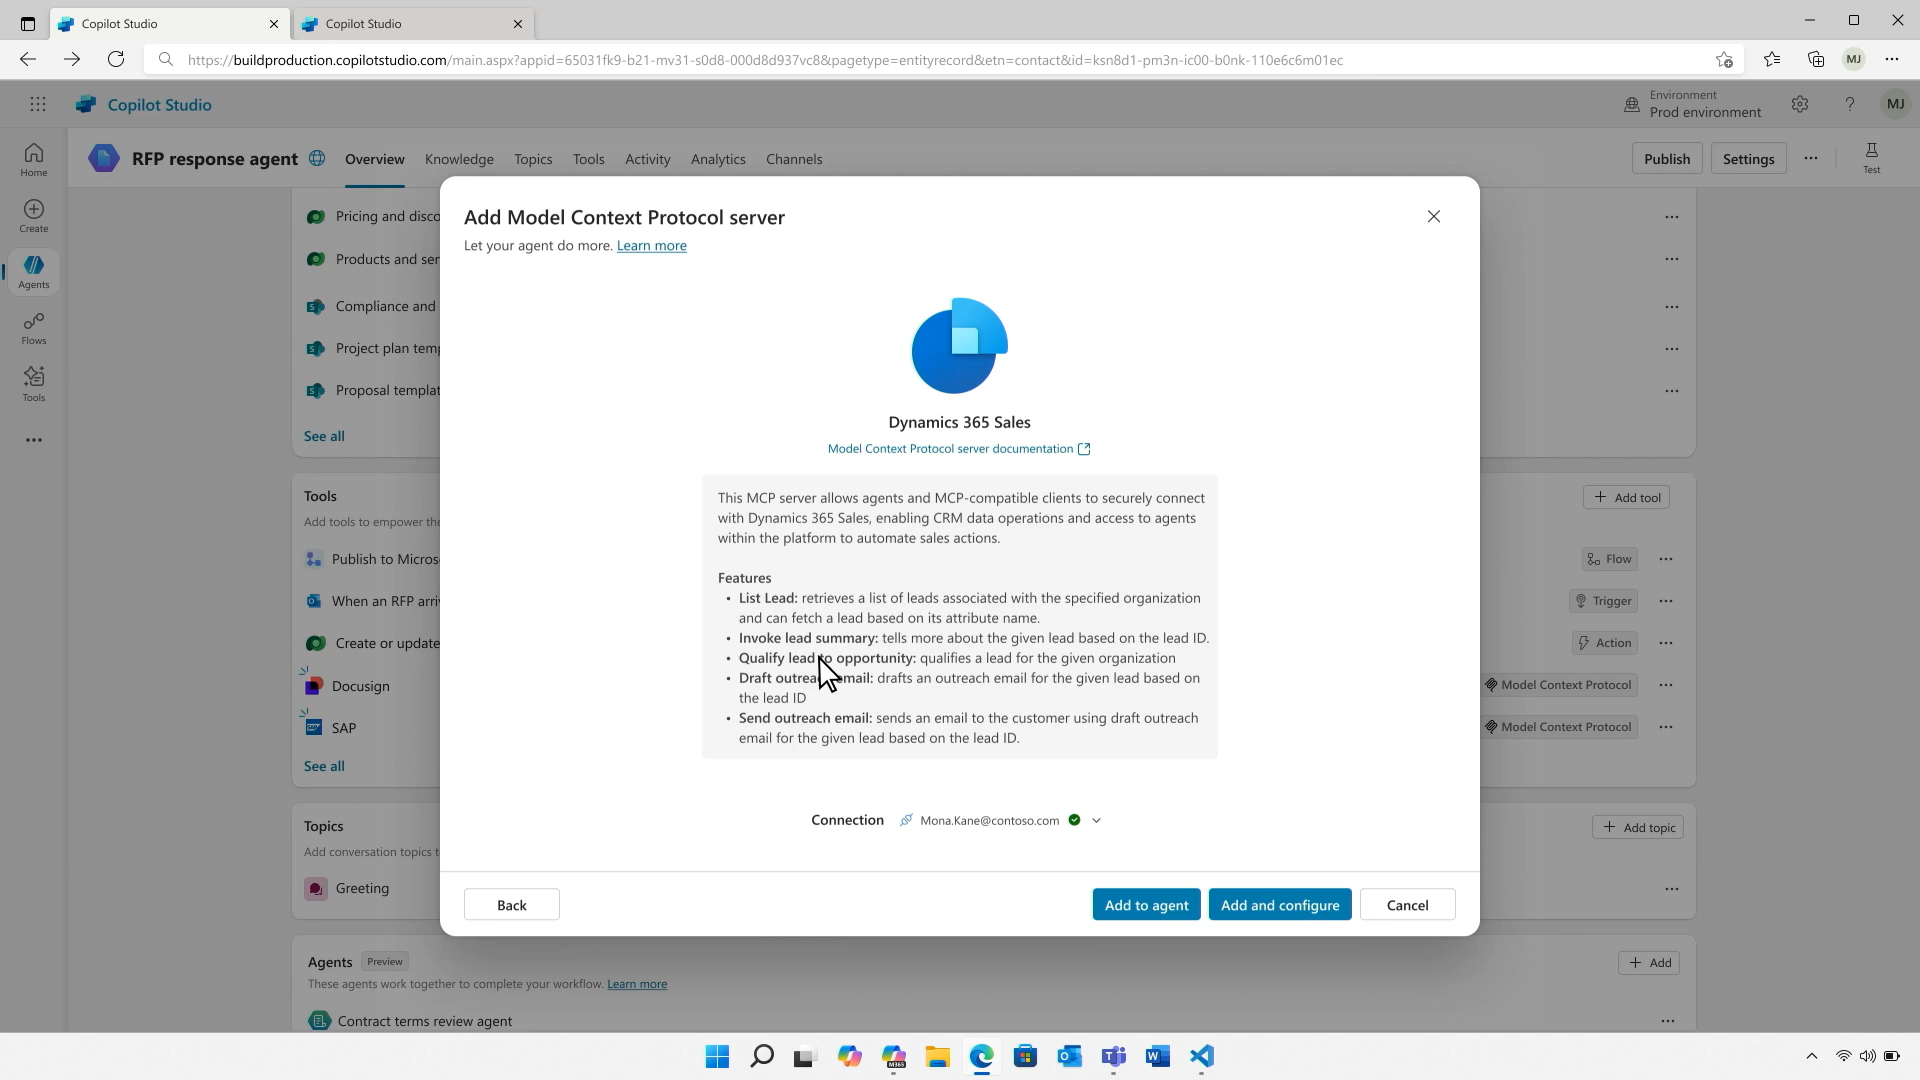 Copilot Studio
Copilot Studio
https://buildproduction.copilotstudio.com/main.aspx?appid=65031fk9-b21-mv31-s0d8-000d8d937vc8&pagetype=entityrecord&etn=contact&id=ksn8d1-pm3n-ic00-b0nk-110e6c6m01ec
MJ
Copilot Studio
Environment
Prod environment
MJ
RFP response agent
Overview
Knowledge
Topics
Tools
Activity
Analytics
Channels
Publish
Settings
Test
Home
Create
Agents
Flows
Tools
Pricing and disco
Products and ser
Compliance and
Project plan temp
Proposal templat
See all
Tools
Add tools to empower the
Add tool
Publish to Micros
Flow
When an RFP arri
Trigger
Create or update
Action
Docusign
Model Context Protocol
SAP
Model Context Protocol
See all
Topics
Add conversation topics t
Add topic
Greeting
Agents
Preview
These agents work together to complete your workflow. Learn more
Add
Contract terms review agent
Add Model Context Protocol server
Let your agent do more. Learn more
Dynamics 365 Sales
Model Context Protocol server documentation
This MCP server allows agents and MCP-compatible clients to securely connect
with Dynamics 365 Sales, enabling CRM data operations and access to agents
within the platform to automate sales actions.
Features
• List Lead: retrieves a list of leads associated with the specified organization
and can fetch a lead based on its attribute name.
• Invoke lead summary: tells more about the given lead based on the lead ID.
• Qualify lead to opportunity: qualifies a lead for the given organization
• Draft outreach email: drafts an outreach email for the given lead based on
the lead ID
• Send outreach email: sends an email to the customer using draft outreach
email for the given lead based on the lead ID.
Connection
Mona.Kane@contoso.com
Back
Add to agent
Add and configure
Cancel
M365